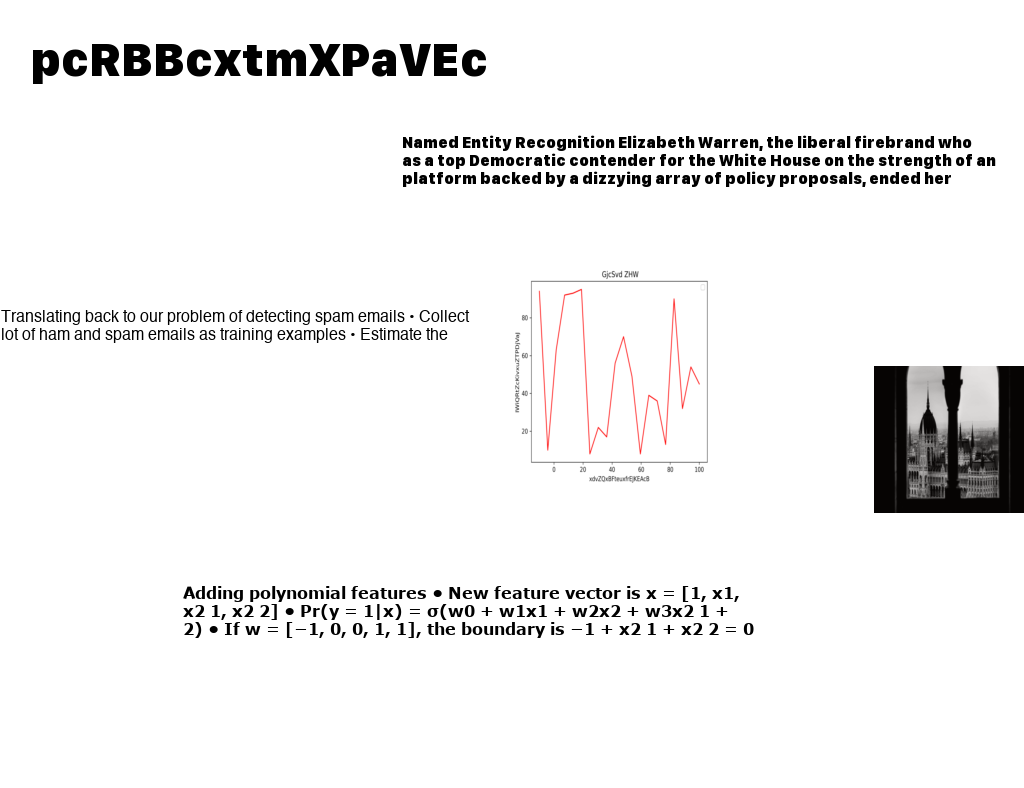 pcRBBcxtmXPaVEc
Named Entity Recognition Elizabeth Warren, the liberal firebrand who
as a top Democratic contender for the White House on the strength of an
platform backed by a dizzying array of policy proposals, ended her
GjcSvd ZHW
Translating back to our problem of detecting spam emails • Collect
lot of ham and spam emails as training examples • Estimate the
80
60
40
20
0 20 40 60 80 100
Adding polynomial features • New feature vector is x = [1, x1,
x2 1, x2 2] • Pr(y = 1|x) = σ(w0 + w1x1 + w2x2 + w3x2 1 +
2) • If w = [−1, 0, 0, 1, 1], the boundary is −1 + x2 1 + x2 2 = 0